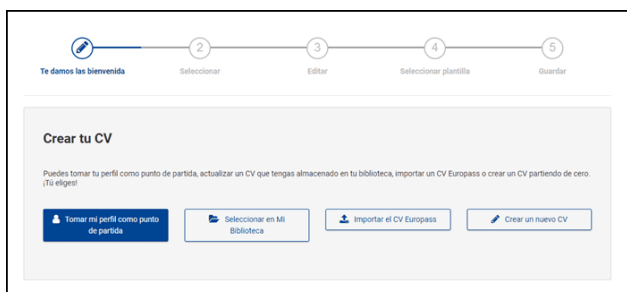 2 3 4 5
Te damos las bienvenida Seleccionar Editar Seleccionar plantilla Guardar
Crear tu CV
Puedes tomar tu perfil como punto de partida, actualizar un CV que tengas almacenado en tu biblioteca, importar un CV Europass o crear un CV partiendo de cero.
¡Tú eliges!
Tomar mi perfil como punto
de partida
Seleccionar en Mi
Biblioteca
Importar el CV Europass
Crear un nuevo CV